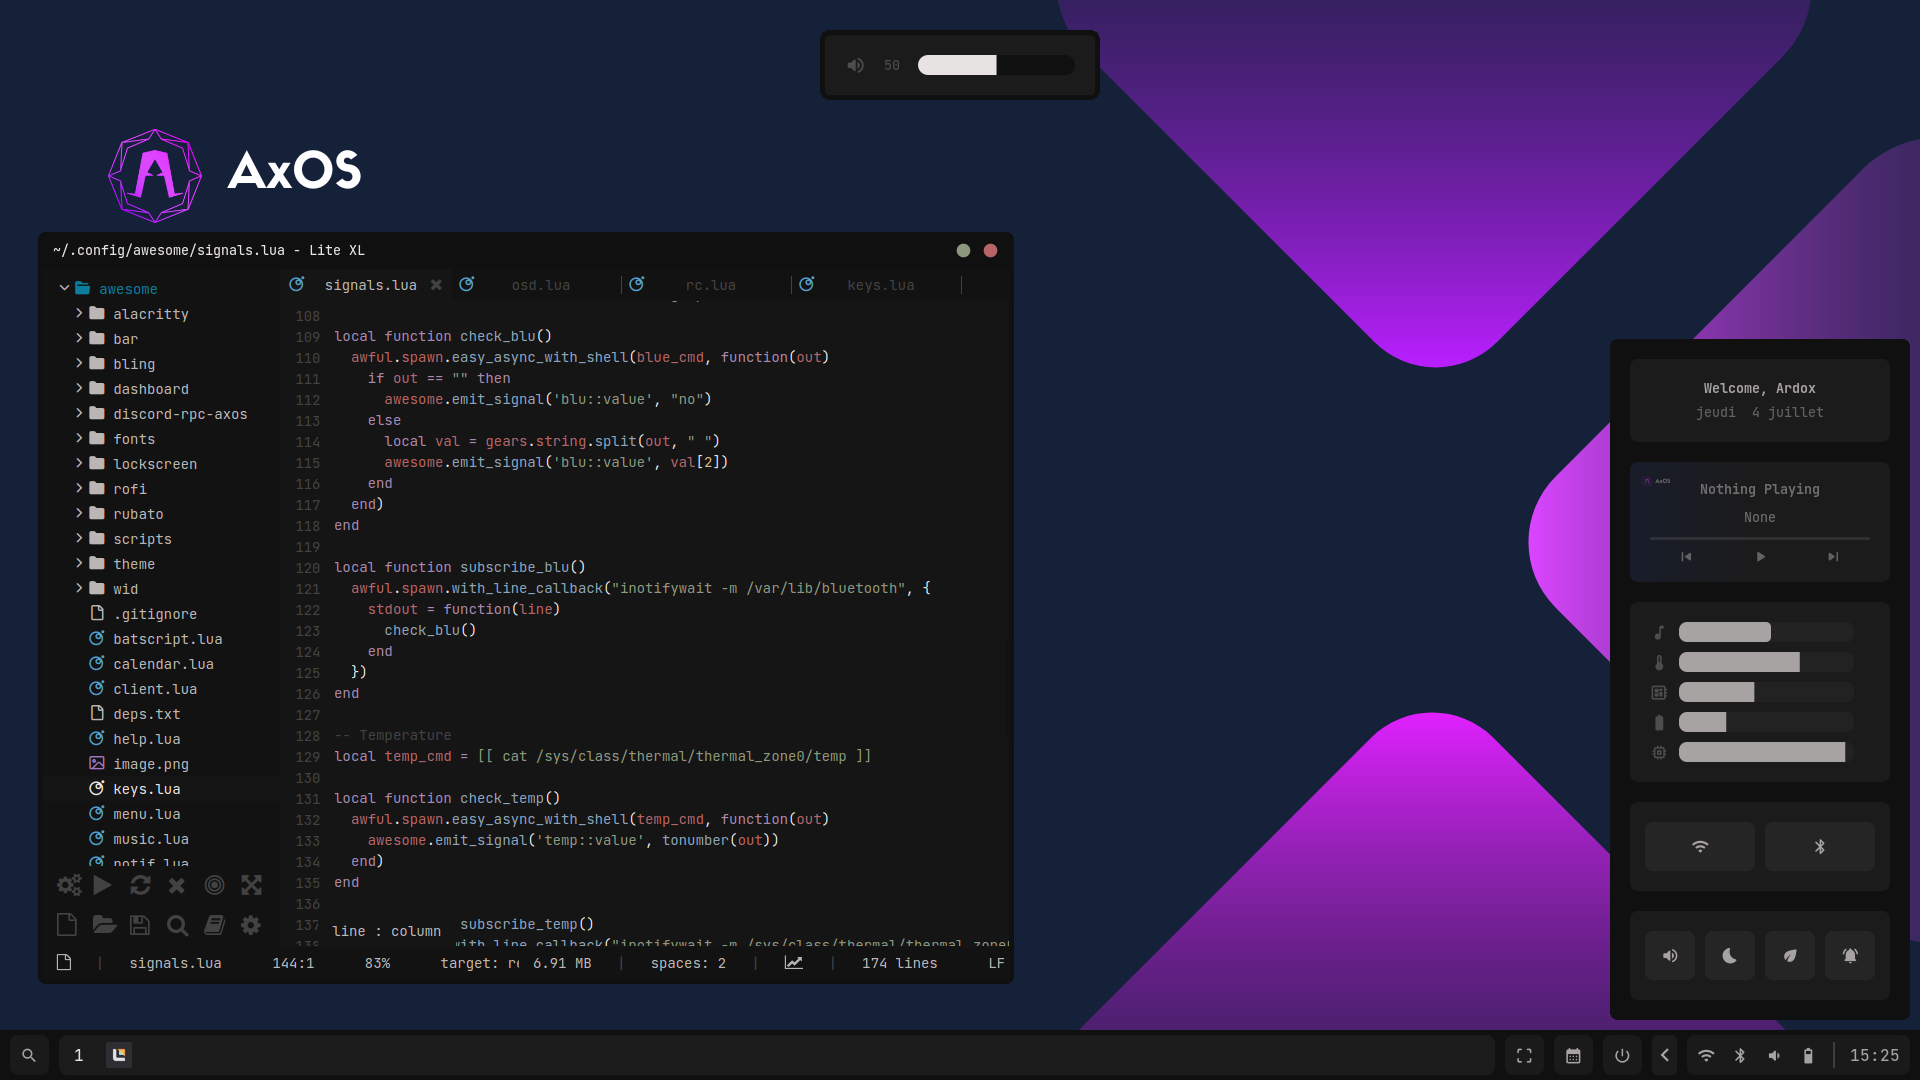 50
AxOS
~/.config/awesome/signals.lua - Lite XL
awesome
alacritty
bar
bling
dashboard
discord-rpc-axos
fonts
lockscreen
rofi
rubato
scripts
theme
wid
.gitignore
batscript.lua
calendar.lua
client.lua
deps.txt
help.lua
image.png
keys.lua
menu.lua
music.lua
notif.lua
signals.lua
osd.lua
rc.lua
keys.lua
108
109 local function check_blu()
110 awful.spawn.easy_async_with_shell(blue_cmd, function(out)
111 if out == "" then
112 awesome.emit_signal('blu::value', "no")
113 else
114 local val = gears.string.split(out, " ")
115 awesome.emit_signal('blu::value', val[2])
116 end
117 end)
118 end
119
120 local function subscribe_blu()
121 awful.spawn.with_line_callback("inotifywait -m /var/lib/bluetooth", {
122 stdout = function(line)
123 check_blu()
124 end
125 })
126 end
127
128 -- Temperature
129 local temp_cmd = [[ cat /sys/class/thermal/thermal_zone0/temp ]]
130
131 local function check_temp()
132 awful.spawn.easy_async_with_shell(temp_cmd, function(out)
133 awesome.emit_signal('temp::value', tonumber(out))
134 end)
135 end
136
137 subscribe_temp()
line : column
138 with_line_callback("inotifywait -m /sys/class/thermal/thermal_zone
signals.lua
144:1
83%
target: re
6.91 MB
spaces: 2
174 lines
LF
Welcome, Ardox
jeudi 4 juillet
AxOS
Nothing Playing
None
1
15:25